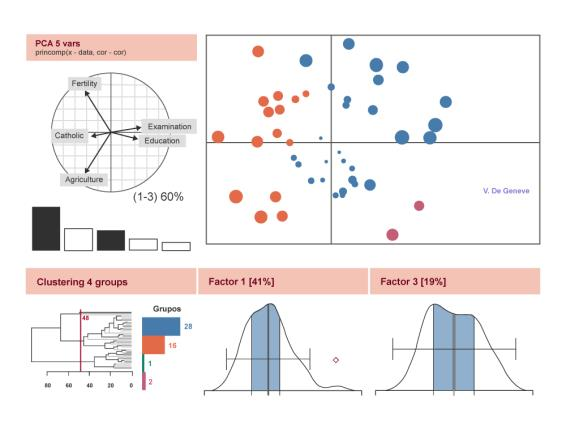 PCA 5 vars
princomp(x - data, cor - cor)
Fertility
Examination
Catholic
Education
Agriculture
(1-3) 60%
V. De Geneve
Clustering 4 groups
Factor 1 [41%]
Factor 3 [19%]
Grupos
48
28
16
1
2
80 60 40 20 0